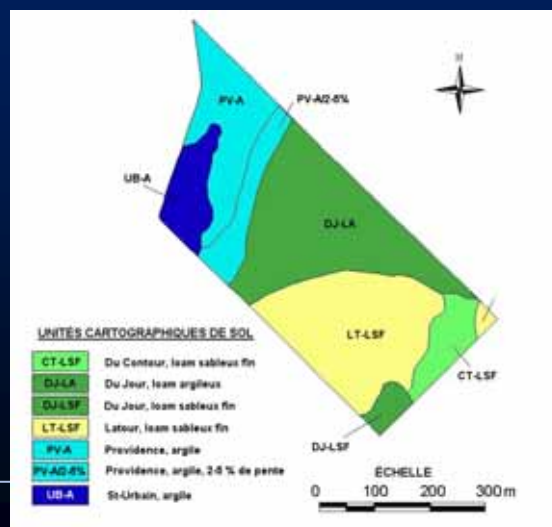 N
PV-A
PV-A/2-5%
UB-A
DJ-LA
LT-LSF
CT-LSF
DJ-LSF
UNITÉS CARTOGRAPHIQUES DE SOL
CT-LSF Du Contour, loam sableux fin
DJ-LA Du Jour, loam argileux
DJ-LSF Du Jour, loam sableux fin
LT-LSF Latour, loam sableux fin
PV-A Providence, argile
PV-A/2-5% Providence, argile, 2-5 % de pente
UB-A St-Urbain, argile
ÉCHELLE
0 100 200 300 m